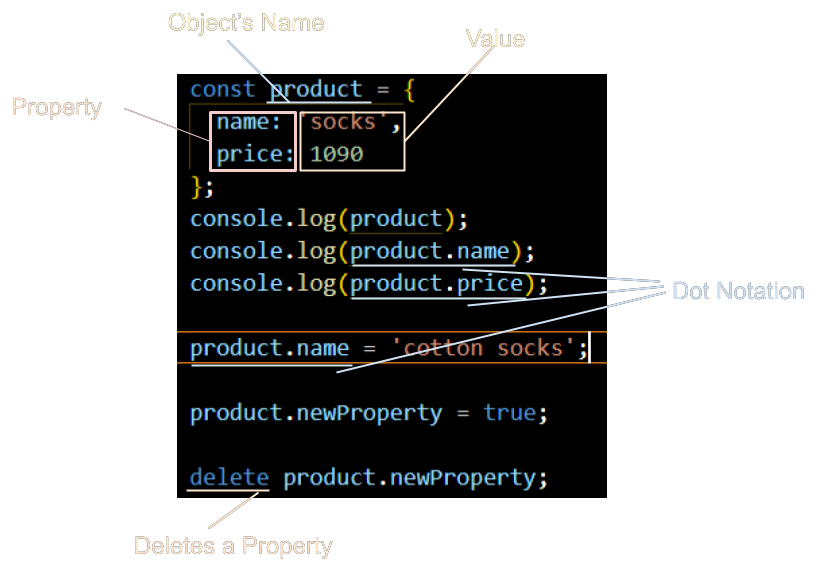 Object's Name
Value
Property
const product = {
name: 'socks',
price: 1090
};
console.log(product);
console.log(product.name);
console.log(product.price);
Dot Notation
product.name = 'cotton socks';
product.newProperty = true;
delete product.newProperty;
Deletes a Property